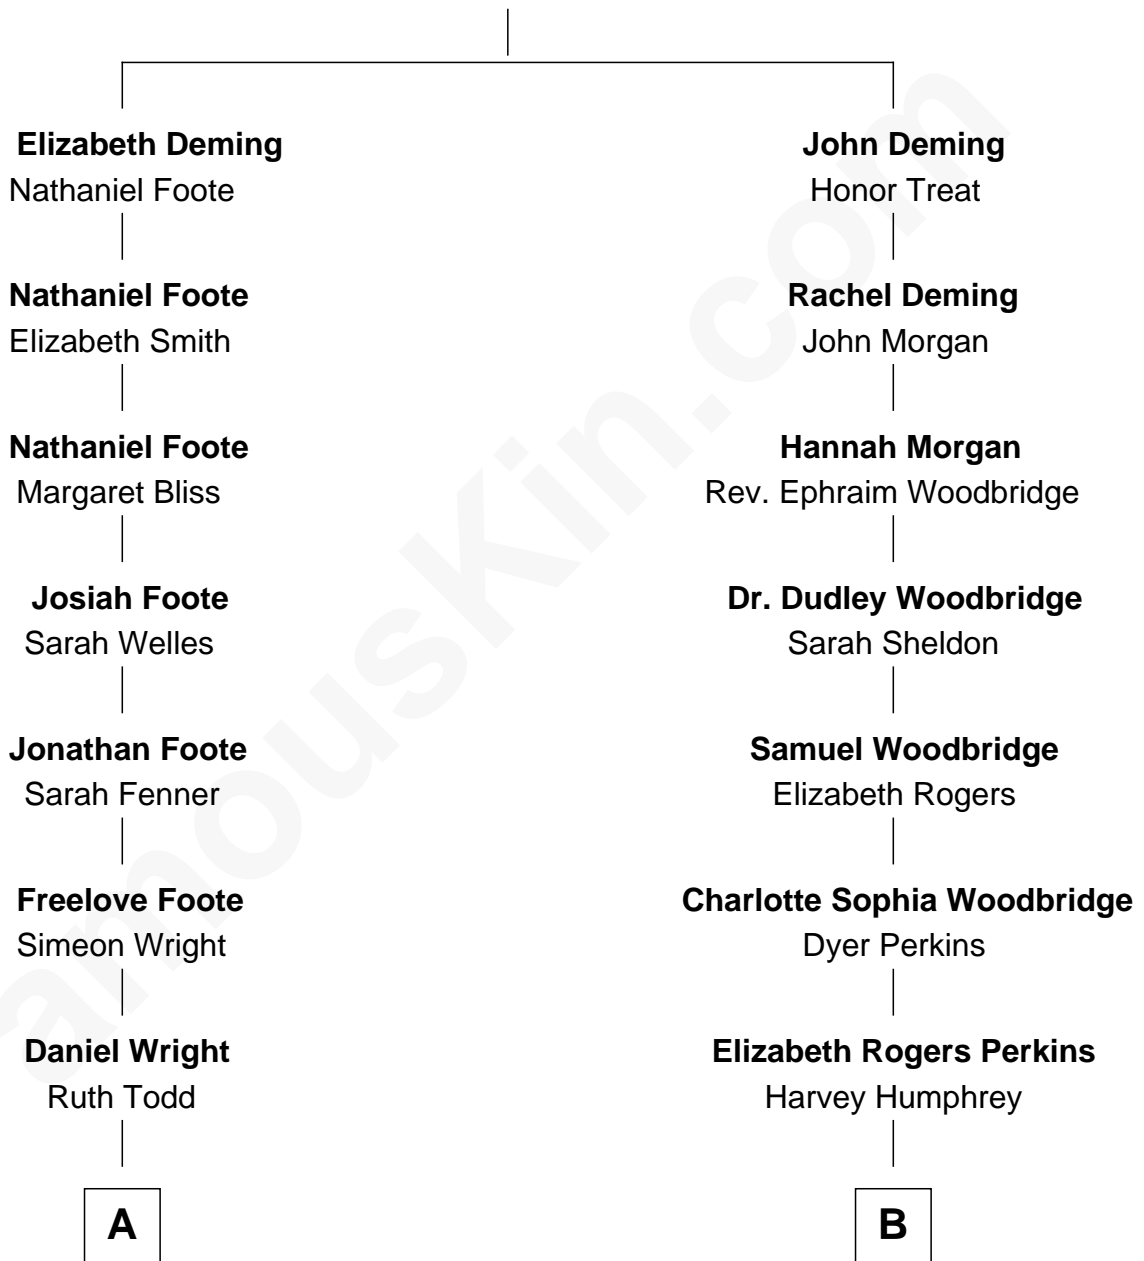 Elizabeth Deming
Nathaniel Foote
Nathaniel Foote
Elizabeth Smith
Nathaniel Foote
Margaret Bliss
Josiah Foote
Sarah Welles
Jonathan Foote
Sarah Fenner
Freelove Foote
Simeon Wright
Daniel Wright
Ruth Todd
A
John Deming
Honor Treat
Rachel Deming
John Morgan
Hannah Morgan
Rev. Ephraim Woodbridge
Dr. Dudley Woodbridge
Sarah Sheldon
Samuel Woodbridge
Elizabeth Rogers
Charlotte Sophia Woodbridge
Dyer Perkins
Elizabeth Rogers Perkins
Harvey Humphrey
B
amousKin.com